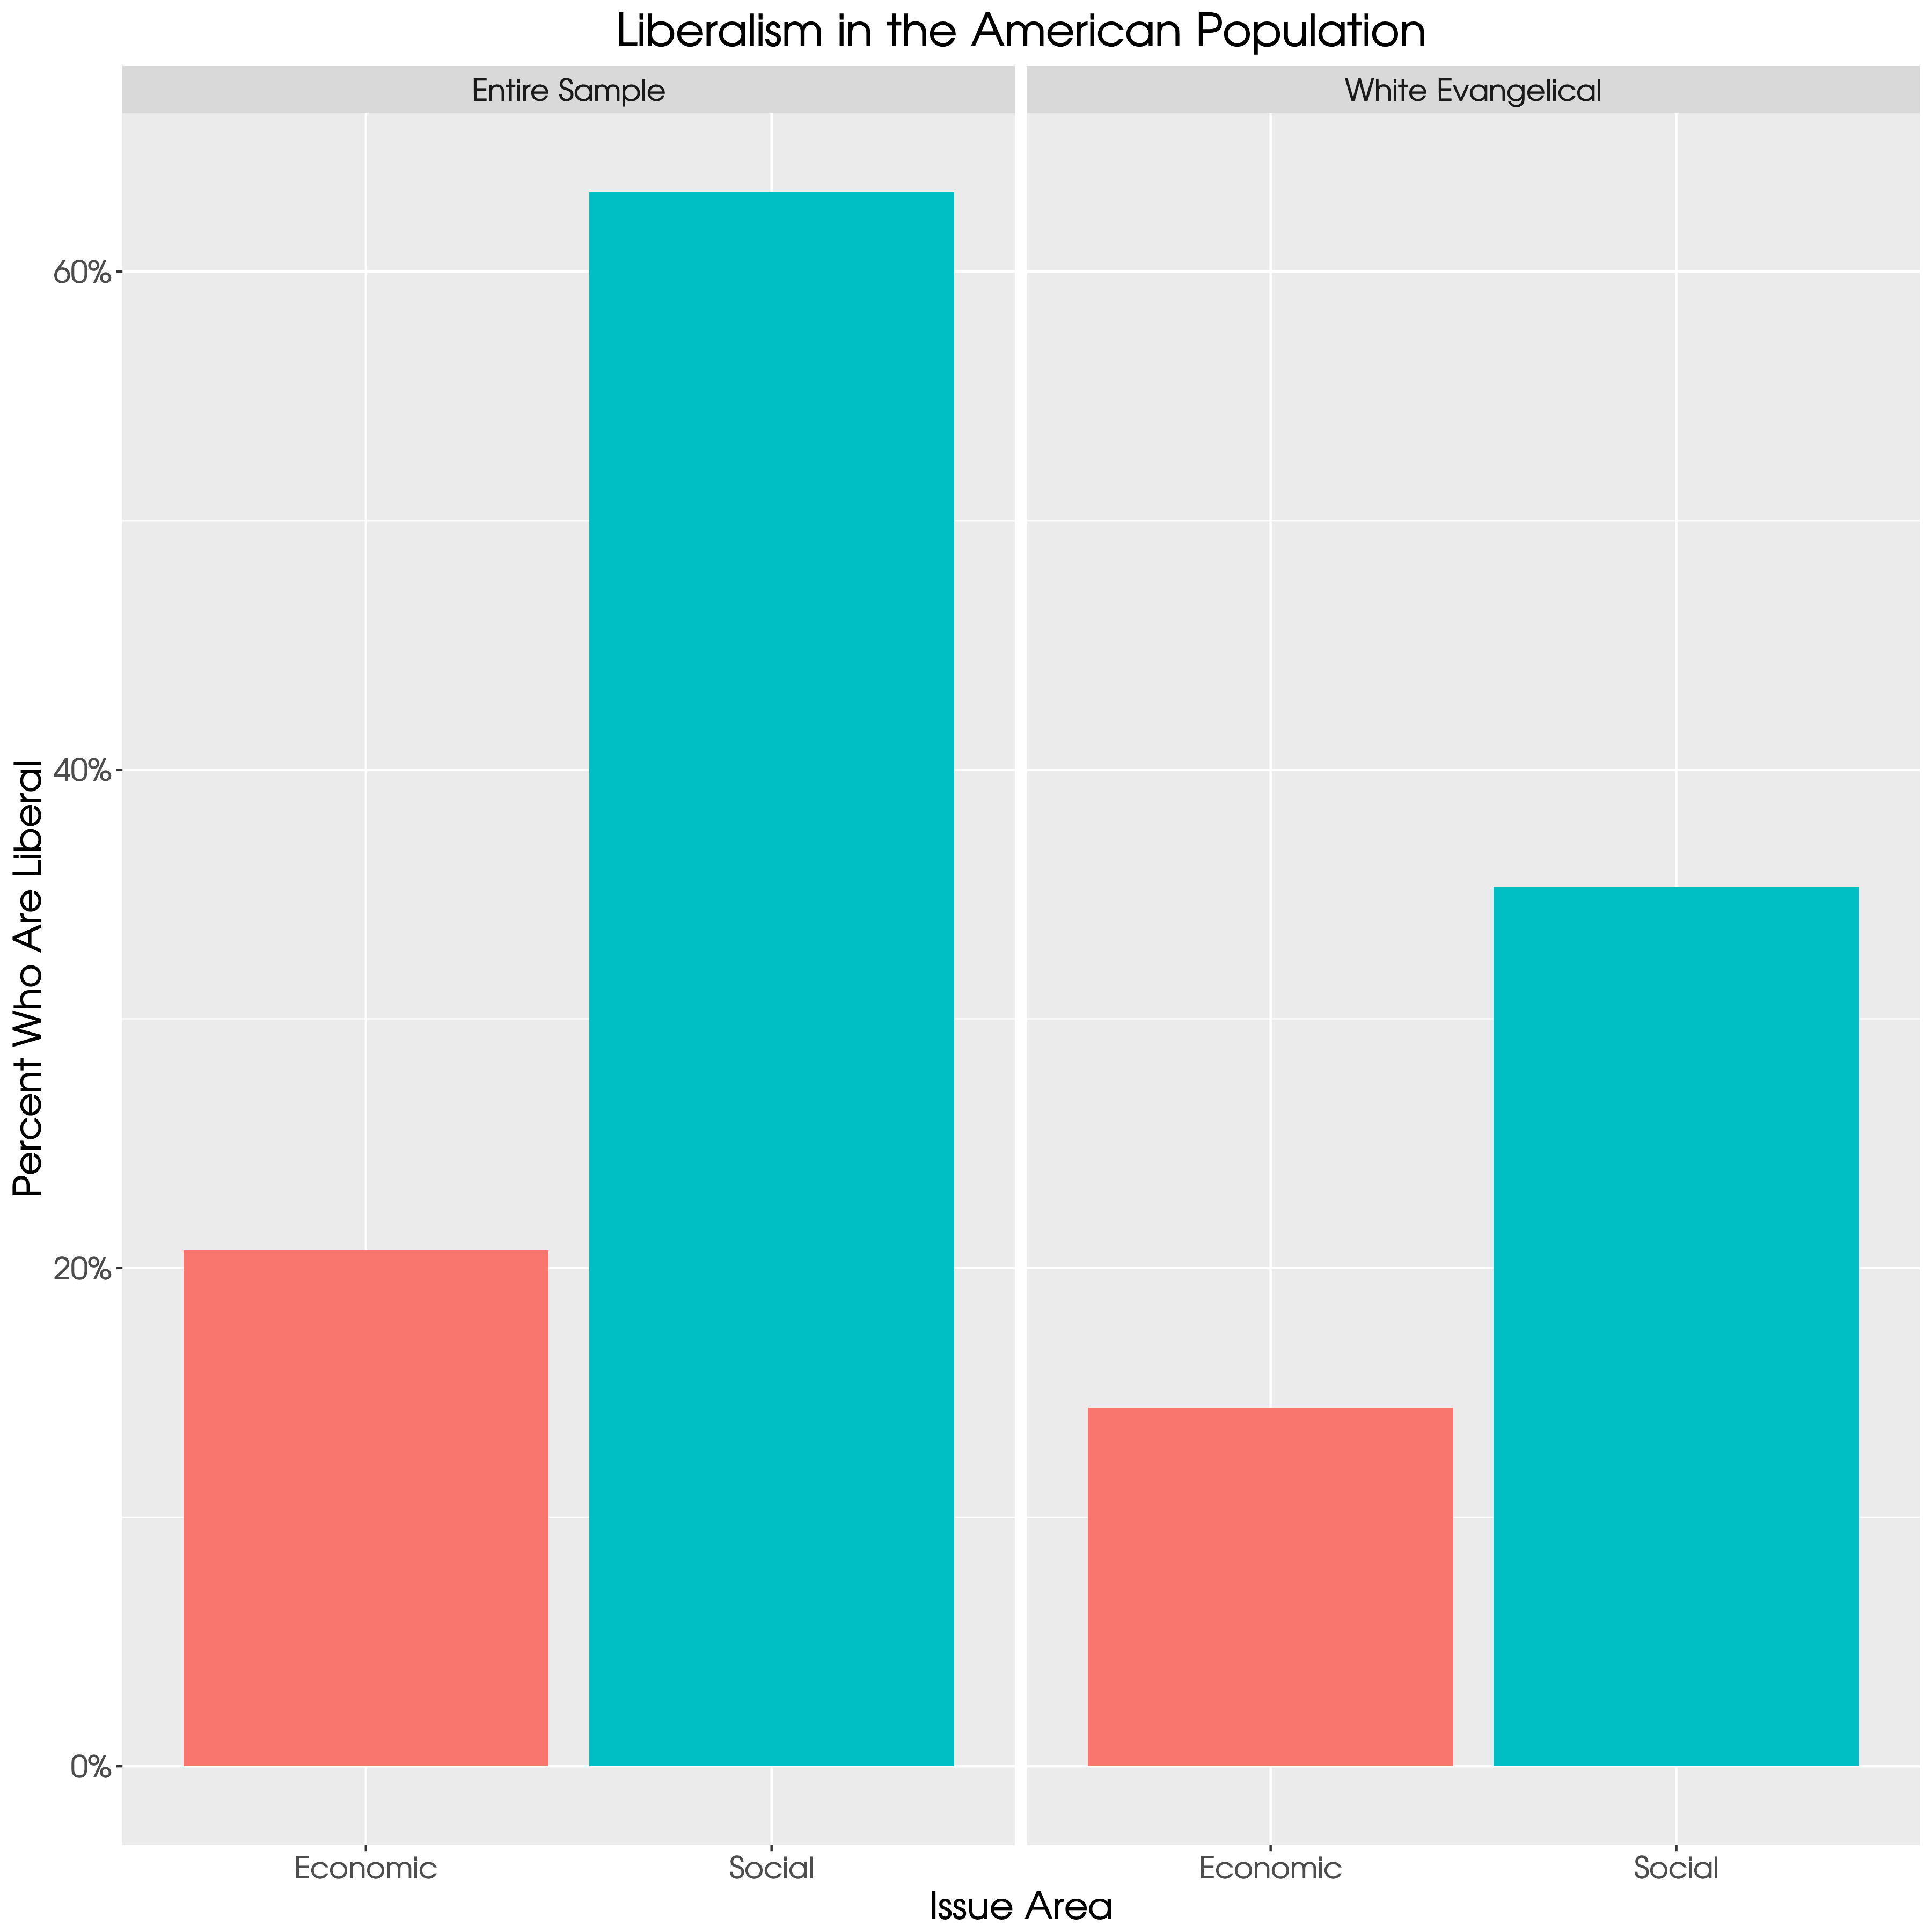 Liberalism in the American Population
Entire Sample
White Evangelical
Percent Who Are Liberal
60%
40%
20%
0%
Economic
Social
Economic
Social
Issue Area